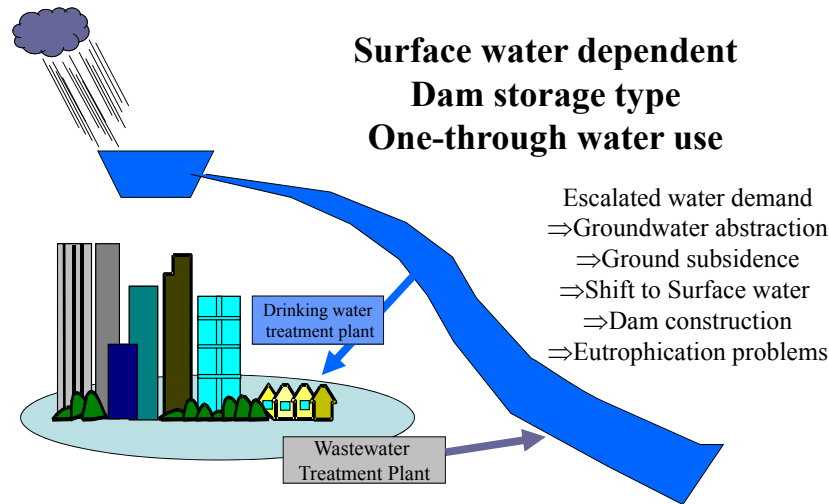 Surface water dependent
Dam storage type
One-through water use
Escalated water demand
⇒Groundwater abstraction
⇒Ground subsidence
⇒Shift to Surface water
⇒Dam construction
⇒Eutrophication problems
Drinking water
treatment plant
Wastewater
Treatment Plant